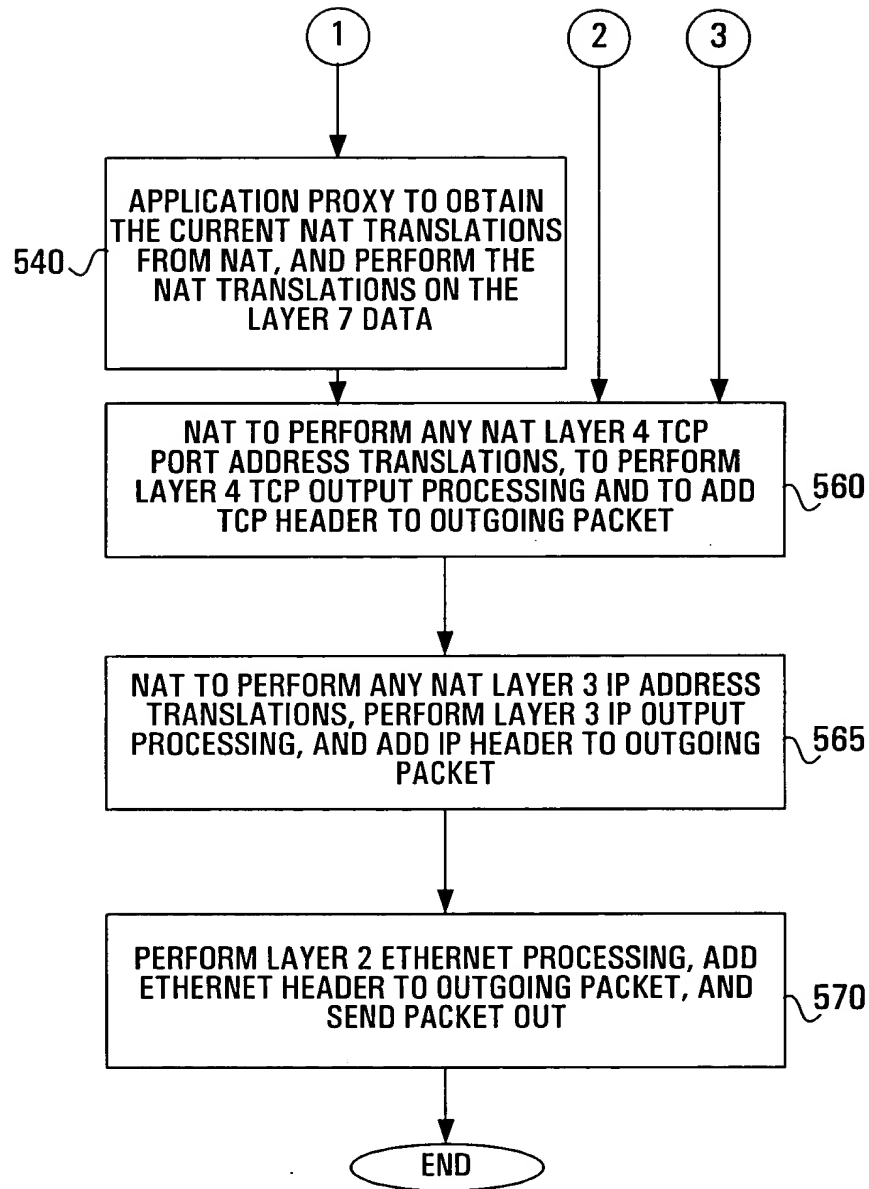 1
2
3
APPLICATION PROXY TO OBTAIN
THE CURRENT NAT TRANSLATIONS
FROM NAT, AND PERFORM THE
NAT TRANSLATIONS ON THE
LAYER 7 DATA
540
NAT TO PERFORM ANY NAT LAYER 4 TCP
PORT ADDRESS TRANSLATIONS, TO PERFORM
LAYER 4 TCP OUTPUT PROCESSING AND TO ADD
TCP HEADER TO OUTGOING PACKET
560
NAT TO PERFORM ANY NAT LAYER 3 IP ADDRESS
TRANSLATIONS, PERFORM LAYER 3 IP OUTPUT
PROCESSING, AND ADD IP HEADER TO OUTGOING
PACKET
565
PERFORM LAYER 2 ETHERNET PROCESSING, ADD
ETHERNET HEADER TO OUTGOING PACKET, AND
SEND PACKET OUT
570
END